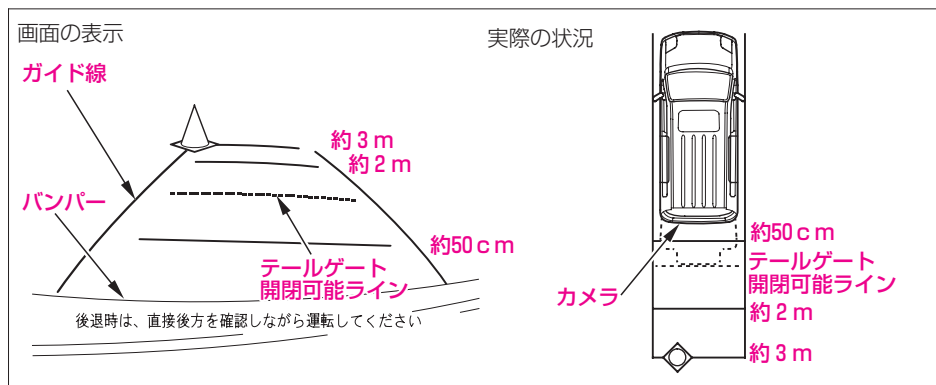 画面の表示
ガイド線
約3m
約2m
バンパー
約50cm
テールゲート
開閉可能ライン
後退時は、直接後方を確認しながら運転してください
実際の状況
約50cm
テールゲート
開閉可能ライン
カメラ
約2m
約3m